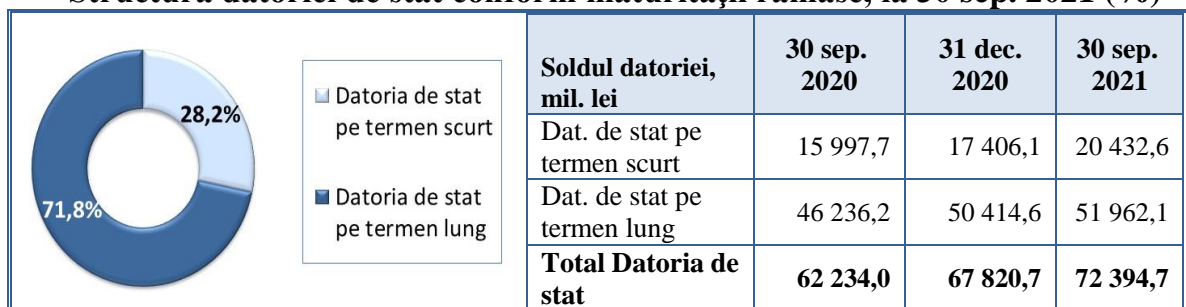 Structura datoriei de stat conform maturităţii rămase, la 30 sep. 2021 (%)
28,2%
71,8%
Datoria de stat
pe termen scurt
Datoria de stat
pe termen lung
Soldul datoriei,
mil. lei
30 sep.
2020
31 dec.
2020
30 sep.
2021
Dat. de stat pe
termen scurt
15 997,7
17 406,1
20 432,6
Dat. de stat pe
termen lung
46 236,2
50 414,6
51 962,1
Total Datoria de
stat
62 234,0
67 820,7
72 394,7